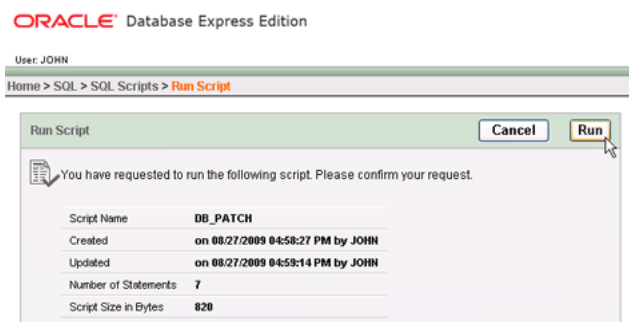 ORACLE® Database Express Edition
User: JOHN
Home > SQL > SQL Scripts > Run Script
Run Script Cancel Run
You have requested to run the following script. Please confirm your request.
Script Name DB_PATCH
Created on 08/27/2009 04:58:27 PM by JOHN
Updated on 08/27/2009 04:59:14 PM by JOHN
Number of Statements 7
Script Size in Bytes 820